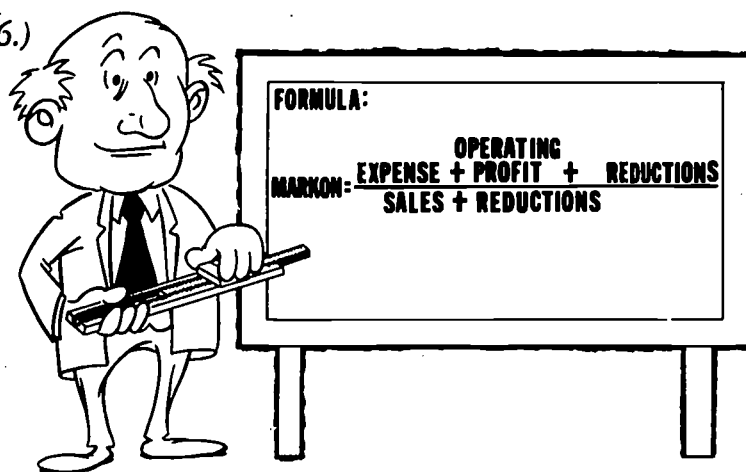 6.)
FORMULA:
OPERATING
MARKON: EXPENSE + PROFIT + REDUCTIONS
SALES + REDUCTIONS